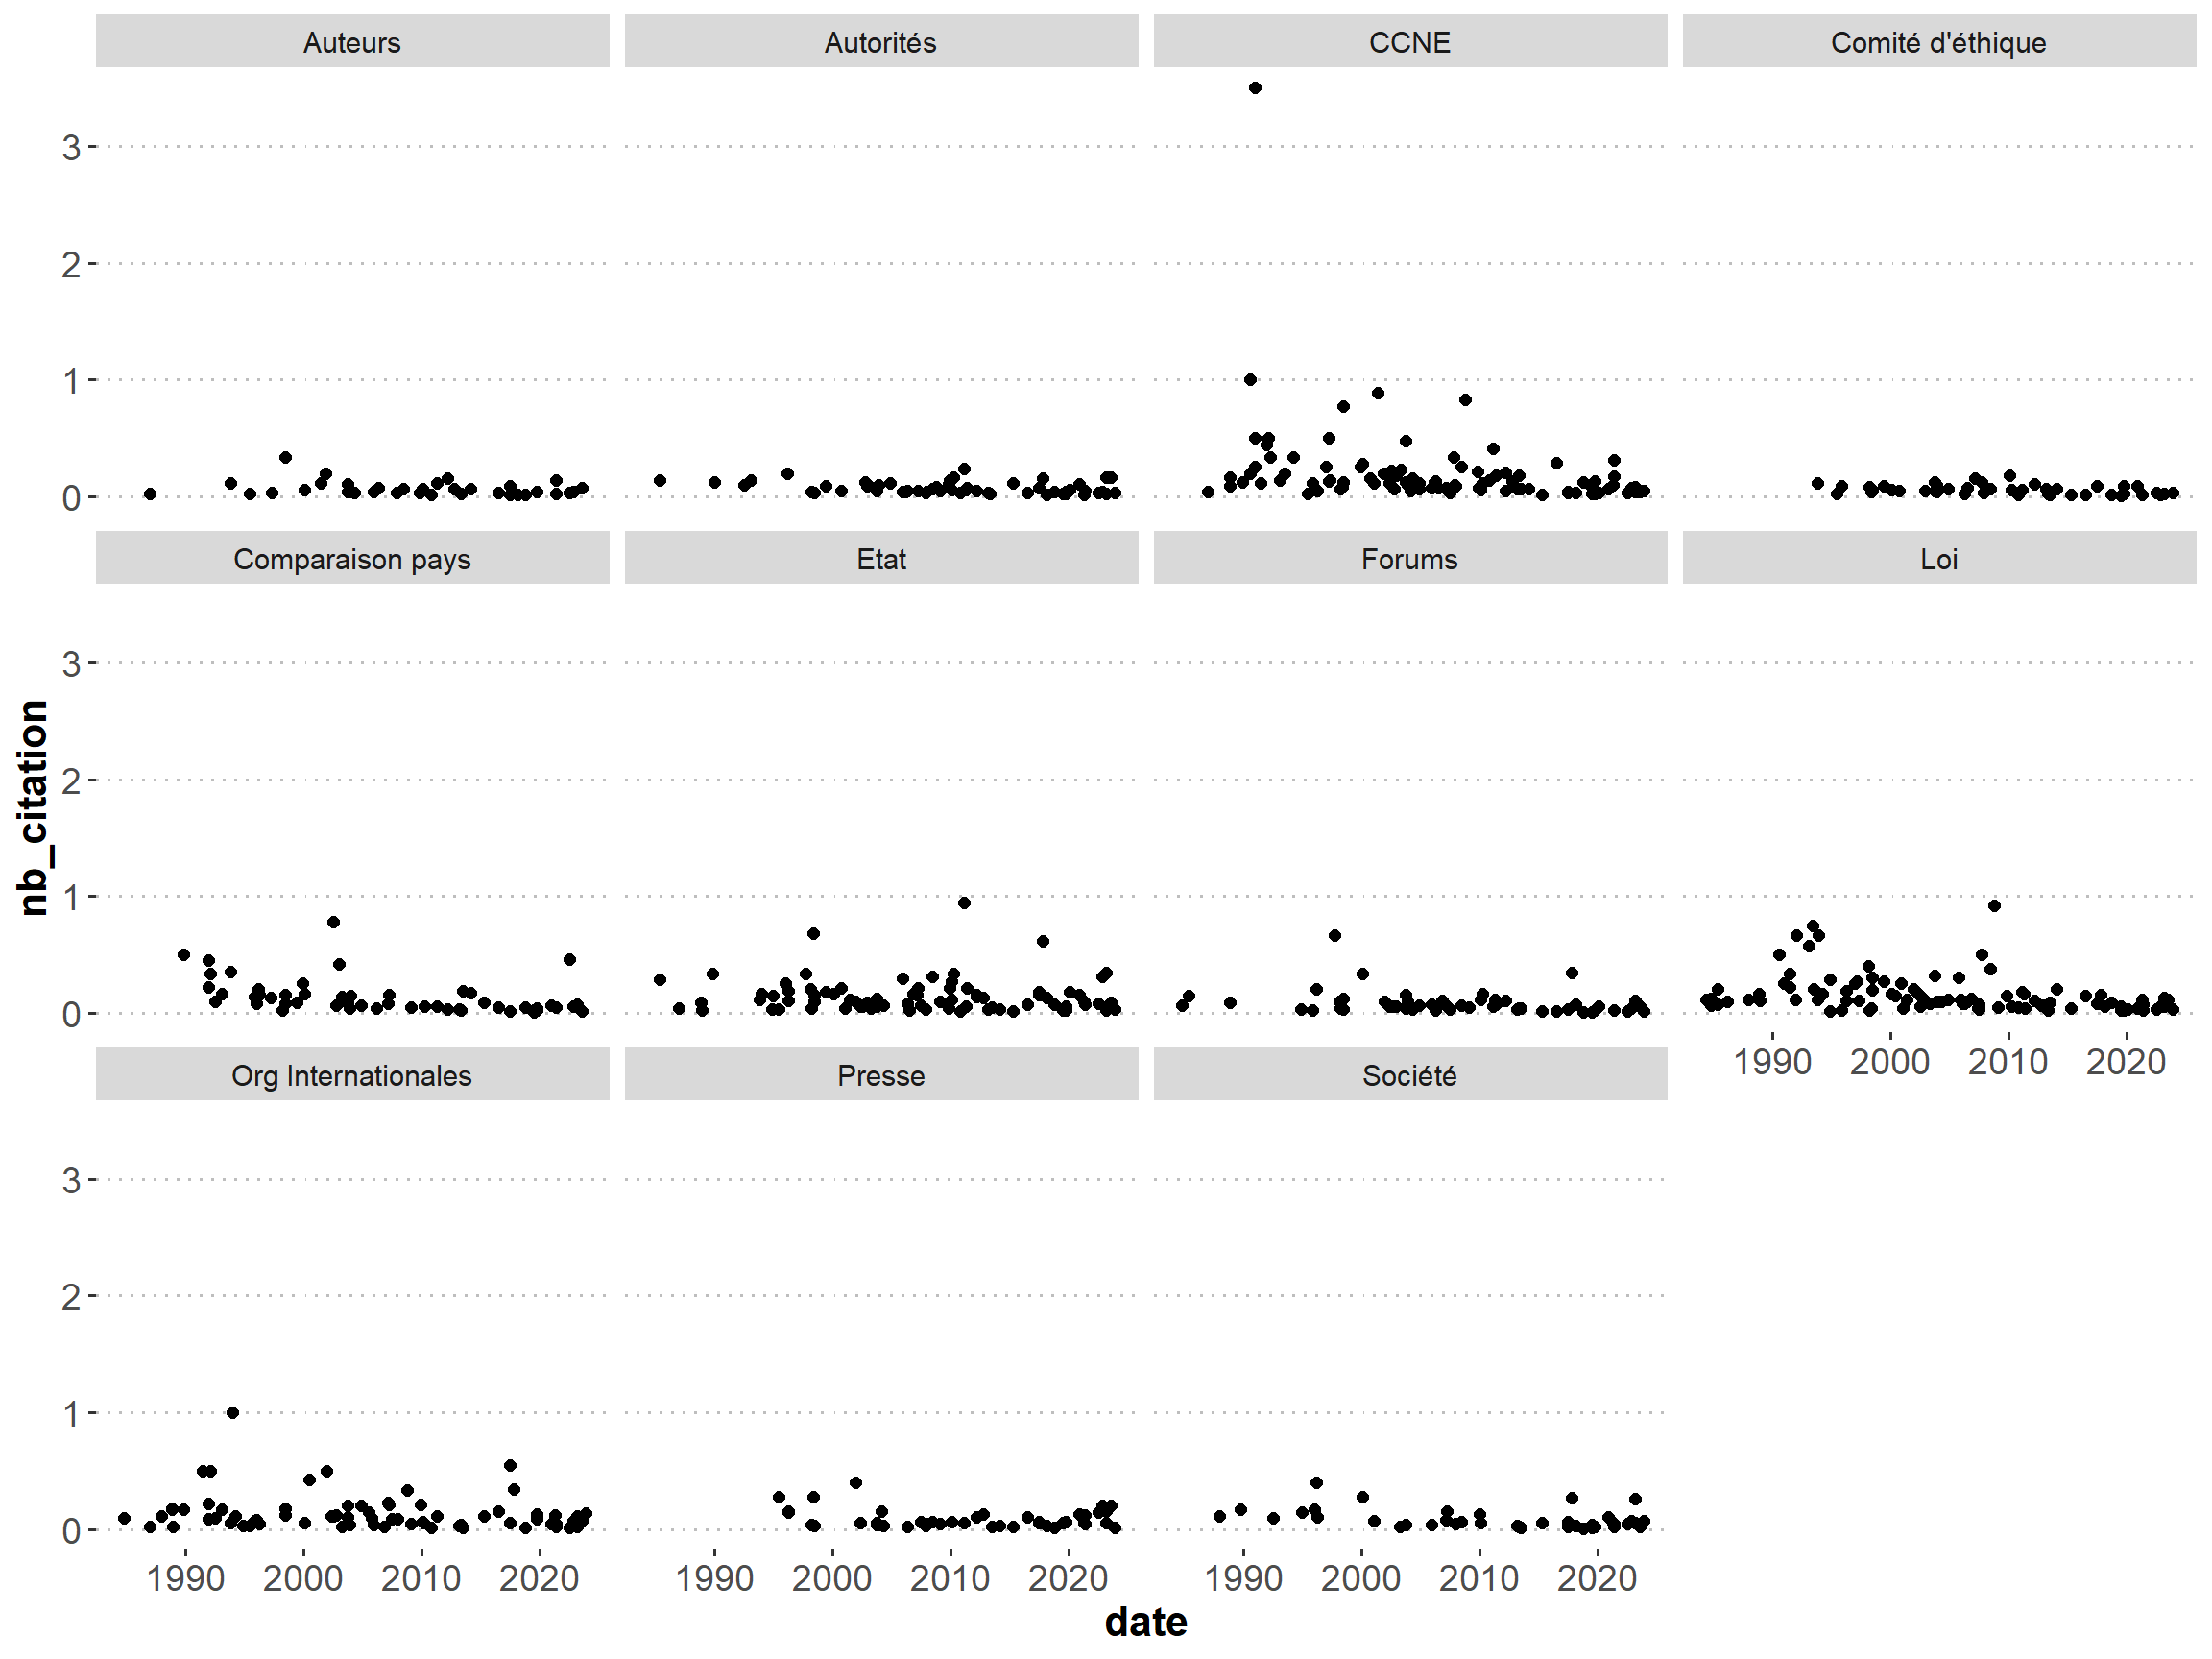 Auteurs Autorités CCNE Comité d'éthique
3
2
1
0
Comparaison pays Etat Forums Loi
3
2
1
0
1990 2000 2010 2020
Org Internationales Presse Société
3
2
1
0
1990 2000 2010 2020 1990 2000 2010 2020 1990 2000 2010 2020
date
nb_citation